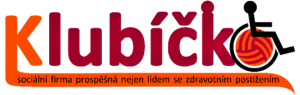 Klubíčko
sociální firma prospěšná nejen lidem se zdravotním postižením